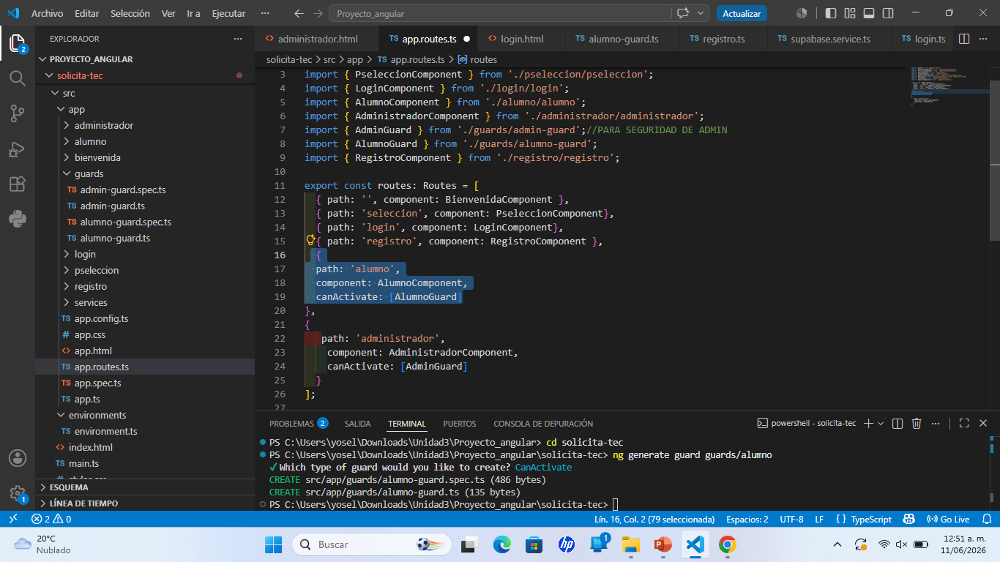 Archivo Editar Selección Ver Ir a Ejecutar ··· Proyecto_angular Actualizar
EXPLORADOR ···
PROYECTO_ANGULAR
solicita-tec
src
app
administrador
alumno
bienvenida
guards
TS admin-guard.spec.ts
TS admin-guard.ts
TS alumno-guard.spec.ts
TS alumno-guard.ts
login
pseleccion
registro
services
TS app.config.ts
# app.css
<> app.html
TS app.routes.ts
TS app.spec.ts
TS app.ts
environments
TS environment.ts
<> index.html
TS main.ts
ESQUEMA
LÍNEA DE TIEMPO
2
1
<> administrador.html TS app.routes.ts ● <> login.html TS alumno-guard.ts TS registro.ts TS supabase.service.ts TS login.ts ···
solicita-tec > src > app > TS app.routes.ts > routes
3 import { PseleccionComponent } from './pseleccion/pseleccion';
4 import { LoginComponent } from './login/login';
5 import { AlumnoComponent } from './alumno/alumno';
6 import { AdministradorComponent } from './administrador/administrador';
7 import { AdminGuard } from './guards/admin-guard';//PARA SEGURIDAD DE ADMIN
8 import { AlumnoGuard } from './guards/alumno-guard';
9 import { RegistroComponent } from './registro/registro';
10
11 export const routes: Routes = [
12 { path: '', component: BienvenidaComponent },
13 { path: 'seleccion', component: PseleccionComponent},
14 { path: 'login', component: LoginComponent},
15 { path: 'registro', component: RegistroComponent },
16 {
17 path: 'alumno',
18 component: AlumnoComponent,
19 canActivate: [AlumnoGuard]
20 },
21 {
22 path: 'administrador',
23 component: AdministradorComponent,
24 canActivate: [AdminGuard]
25 }
26 ];
27
PROBLEMAS 2 SALIDA TERMINAL PUERTOS CONSOLA DE DEPURACIÓN powershell - solicita-tec
PS C:\Users\yosel\Downloads\Unidad3\Proyecto_angular> cd solicita-tec
PS C:\Users\yosel\Downloads\Unidad3\Proyecto_angular\solicita-tec> ng generate guard guards/alumno
✓ Which type of guard would you like to create? CanActivate
CREATE src/app/guards/alumno-guard.spec.ts (486 bytes)
CREATE src/app/guards/alumno-guard.ts (135 bytes)
PS C:\Users\yosel\Downloads\Unidad3\Proyecto_angular\solicita-tec>
2 0 Lín. 16, Col. 2 (79 seleccionada) Espacios: 2 UTF-8 LF { } TypeScript Go Live
20°C
Nublado
Buscar
1
12:51 a. m.
11/06/2026